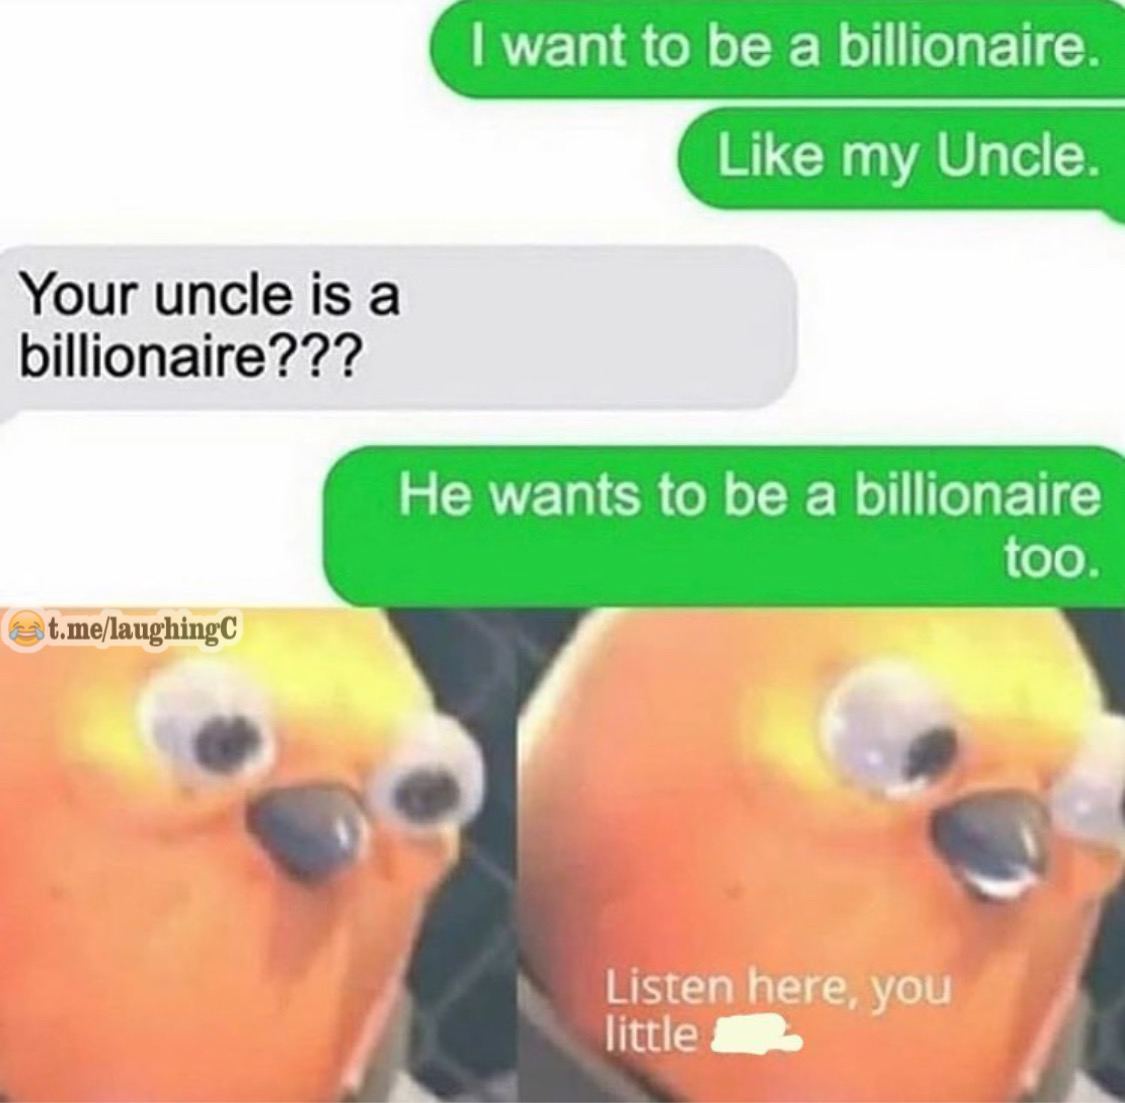 I want to be a billionaire.
Like my Uncle.
Your uncle is a
billionaire???
He wants to be a billionaire
too.
t.me/laughingC
Listen here, you
little